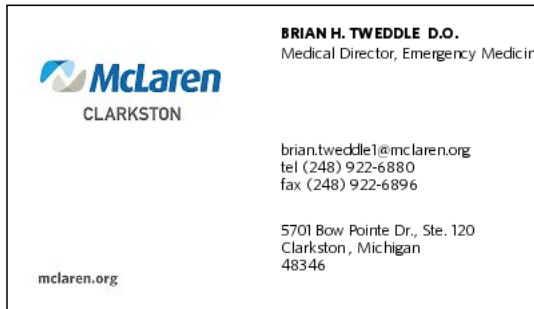 BRIAN H. TWEDDLE D.O.
Medical Director, Emergency Medicin
McLaren
CLARKSTON
brian.tweddle1@mclaren.org
tel (248) 922-6880
fax (248) 922-6896
5701 Bow Pointe Dr., Ste. 120
Clarkston , Michigan
48346
mclaren.org